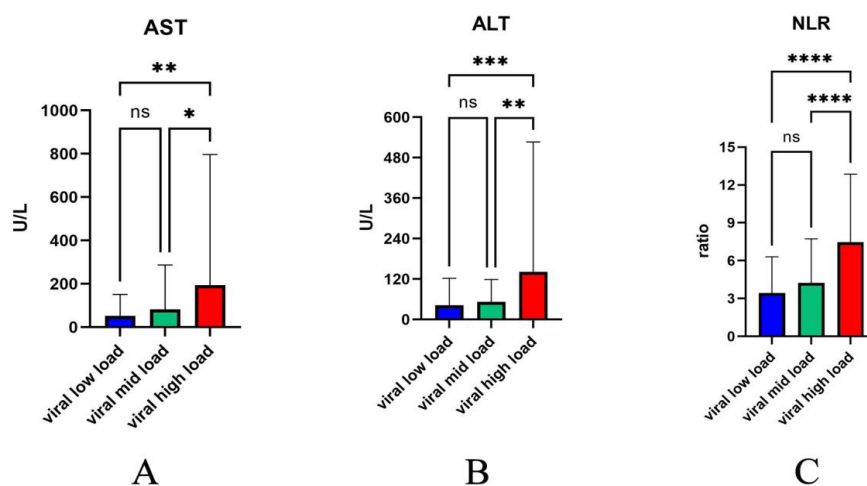 AST
**
ns
*
1000
800
600
400
200
0
U/L
viral low load
viral mid load
viral high load
A
ALT
***
ns
**
600
480
360
240
120
0
U/L
viral low load
viral mid load
viral high load
B
NLR
****
****
ns
15
12
9
6
3
0
ratio
viral low load
viral mid load
viral high load
C